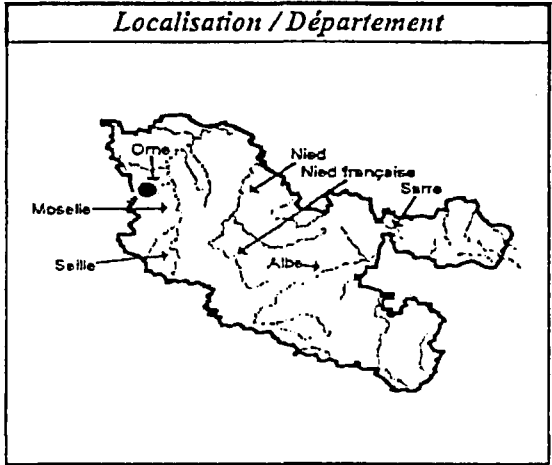 Localisation / Département
Orne
Nied
Nied française
Sarre
Moselle
Seille
Albe